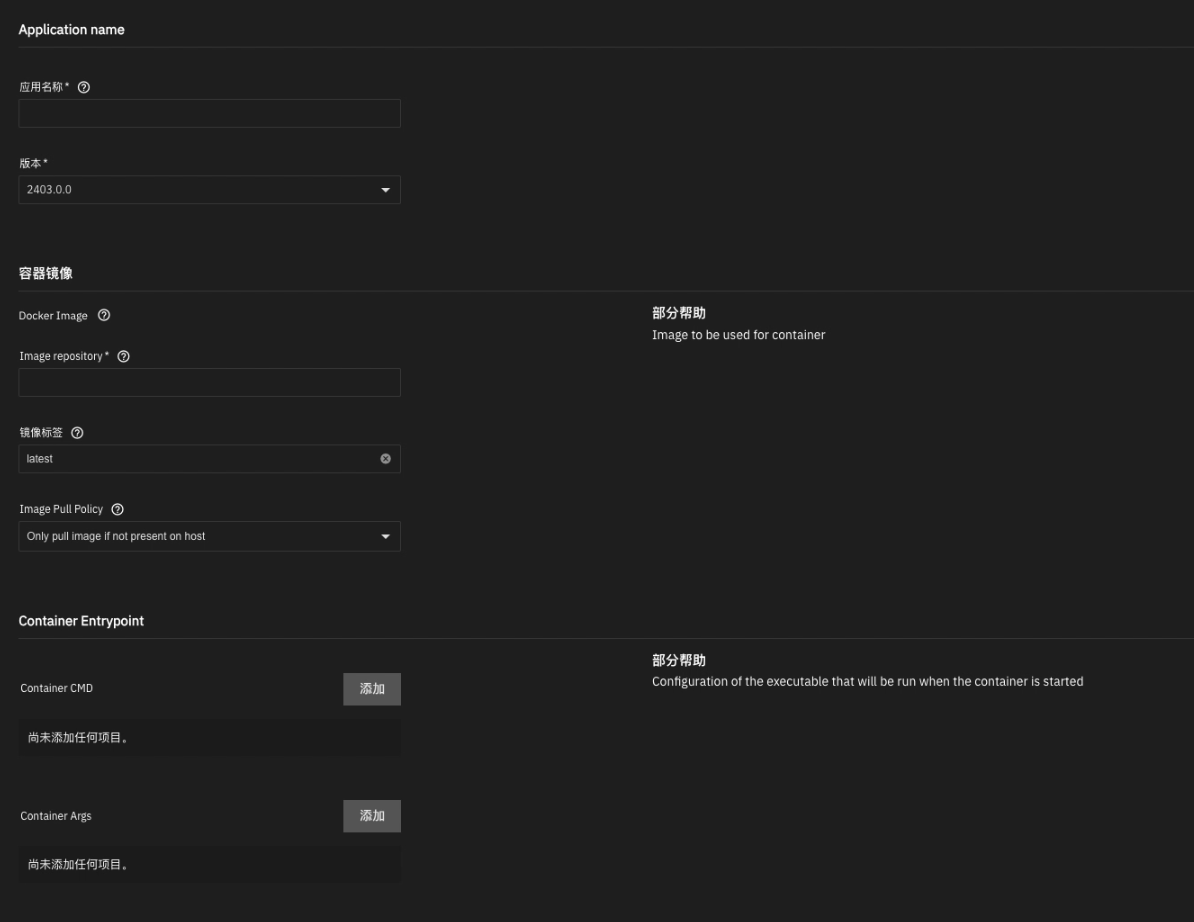 Application name
应用名称*
版本*
2403.0.0
容器镜像
Docker Image
部分帮助
Image to be used for container
Image repository*
镜像标签
latest
Image Pull Policy
Only pull image if not present on host
Container Entrypoint
部分帮助
Configuration of the executable that will be run when the container is started
Container CMD
添加
尚未添加任何项目。
Container Args
添加
尚未添加任何项目。